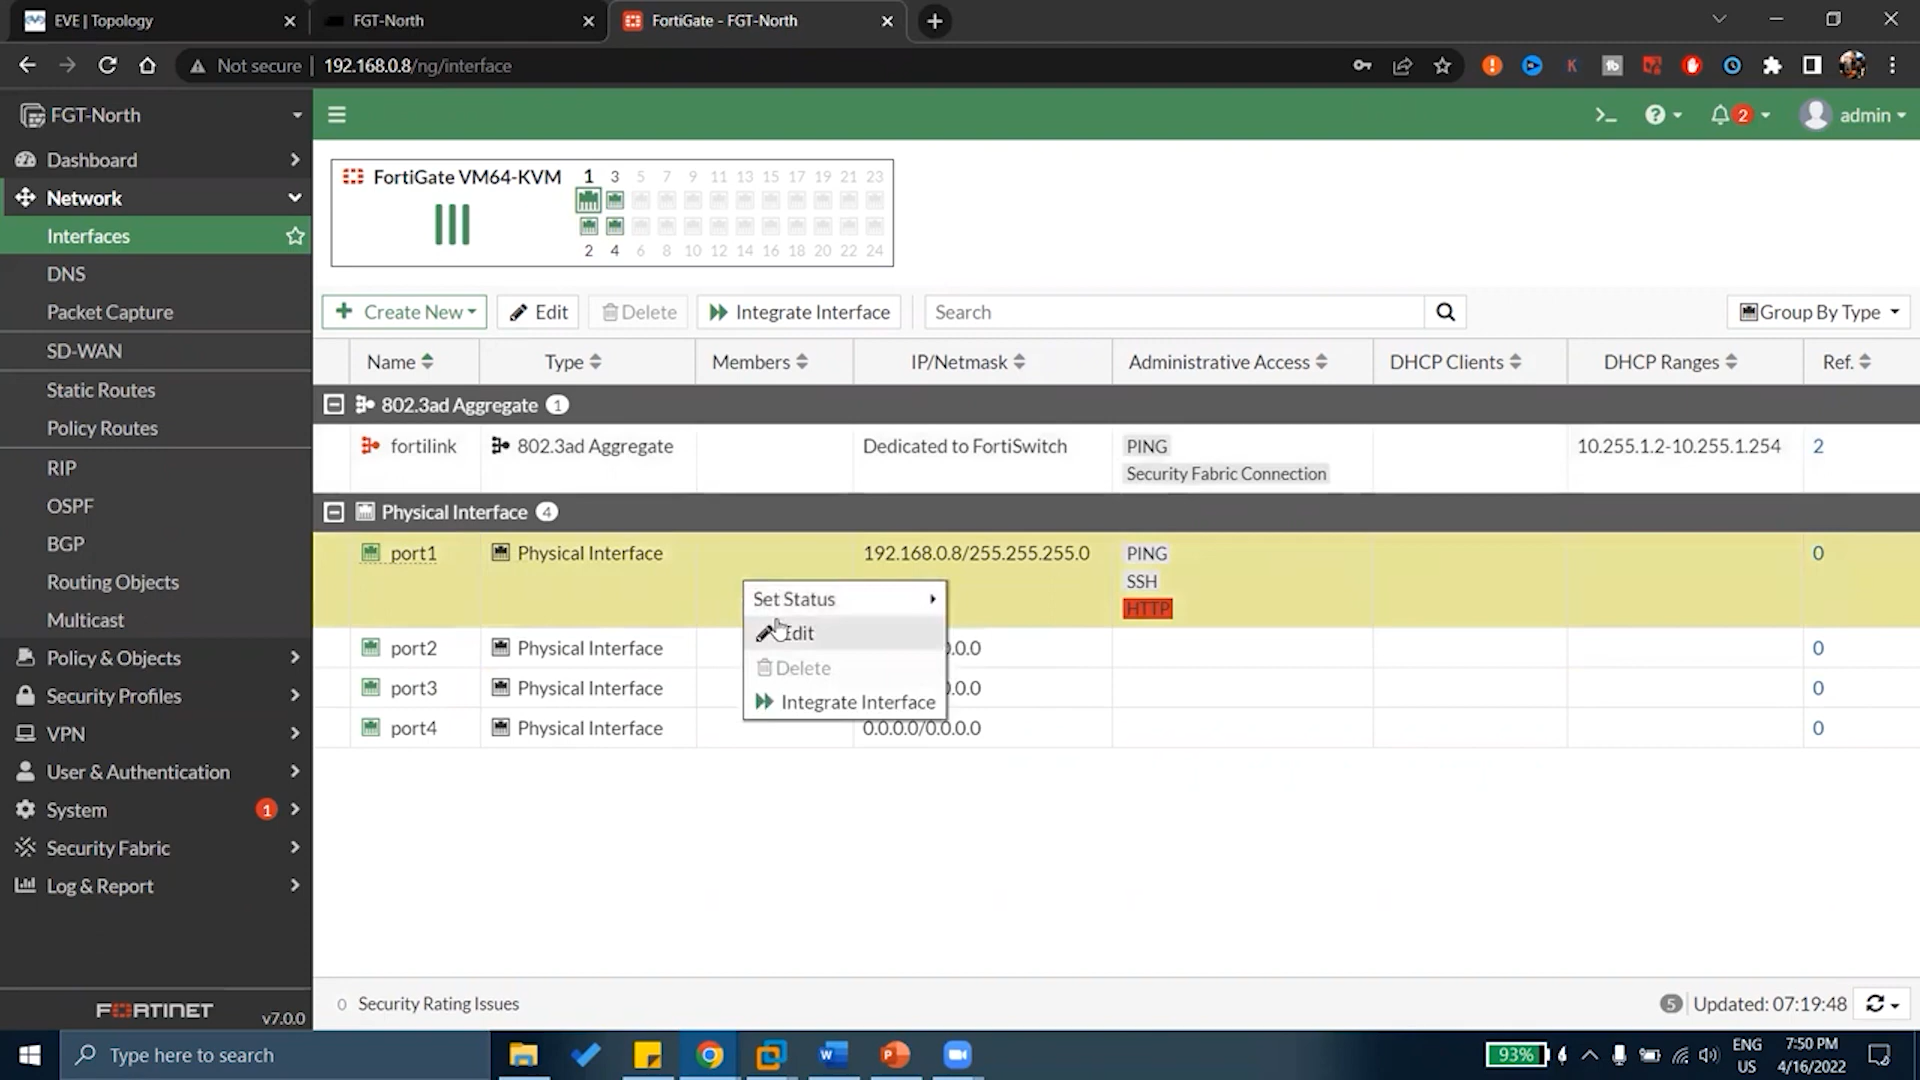 EVE | Topology
FGT-North
FortiGate - FGT-North
Not secure
192.168.0.8/ng/interface
FGT-North
2
admin
Dashboard
Network
Interfaces
DNS
Packet Capture
SD-WAN
Static Routes
Policy Routes
RIP
OSPF
BGP
Routing Objects
Multicast
Policy & Objects
Security Profiles
VPN
User & Authentication
System 1
Security Fabric
Log & Report
FORTINET v7.0.0
FortiGate VM64-KVM
1 3 5 7 9 11 13 15 17 19 21 23
2 4 6 8 10 12 14 16 18 20 22 24
Create New Edit Delete Integrate Interface Search Group By Type
Name Type Members IP/Netmask Administrative Access DHCP Clients DHCP Ranges Ref.
802.3ad Aggregate 1
fortilink 802.3ad Aggregate Dedicated to FortiSwitch PING 10.255.1.2-10.255.1.254 2
Security Fabric Connection
Physical Interface 4
port1 Physical Interface 192.168.0.8/255.255.255.0 PING 0
SSH
HTTP
Set Status
Edit
Delete
Integrate Interface
port2 Physical Interface .0.0 0
port3 Physical Interface .0.0 0
port4 Physical Interface 0.0.0.0/0.0.0.0 0
0 Security Rating Issues
5 Updated: 07:19:48
Type here to search
93%
ENG
US
7:50 PM
4/16/2022